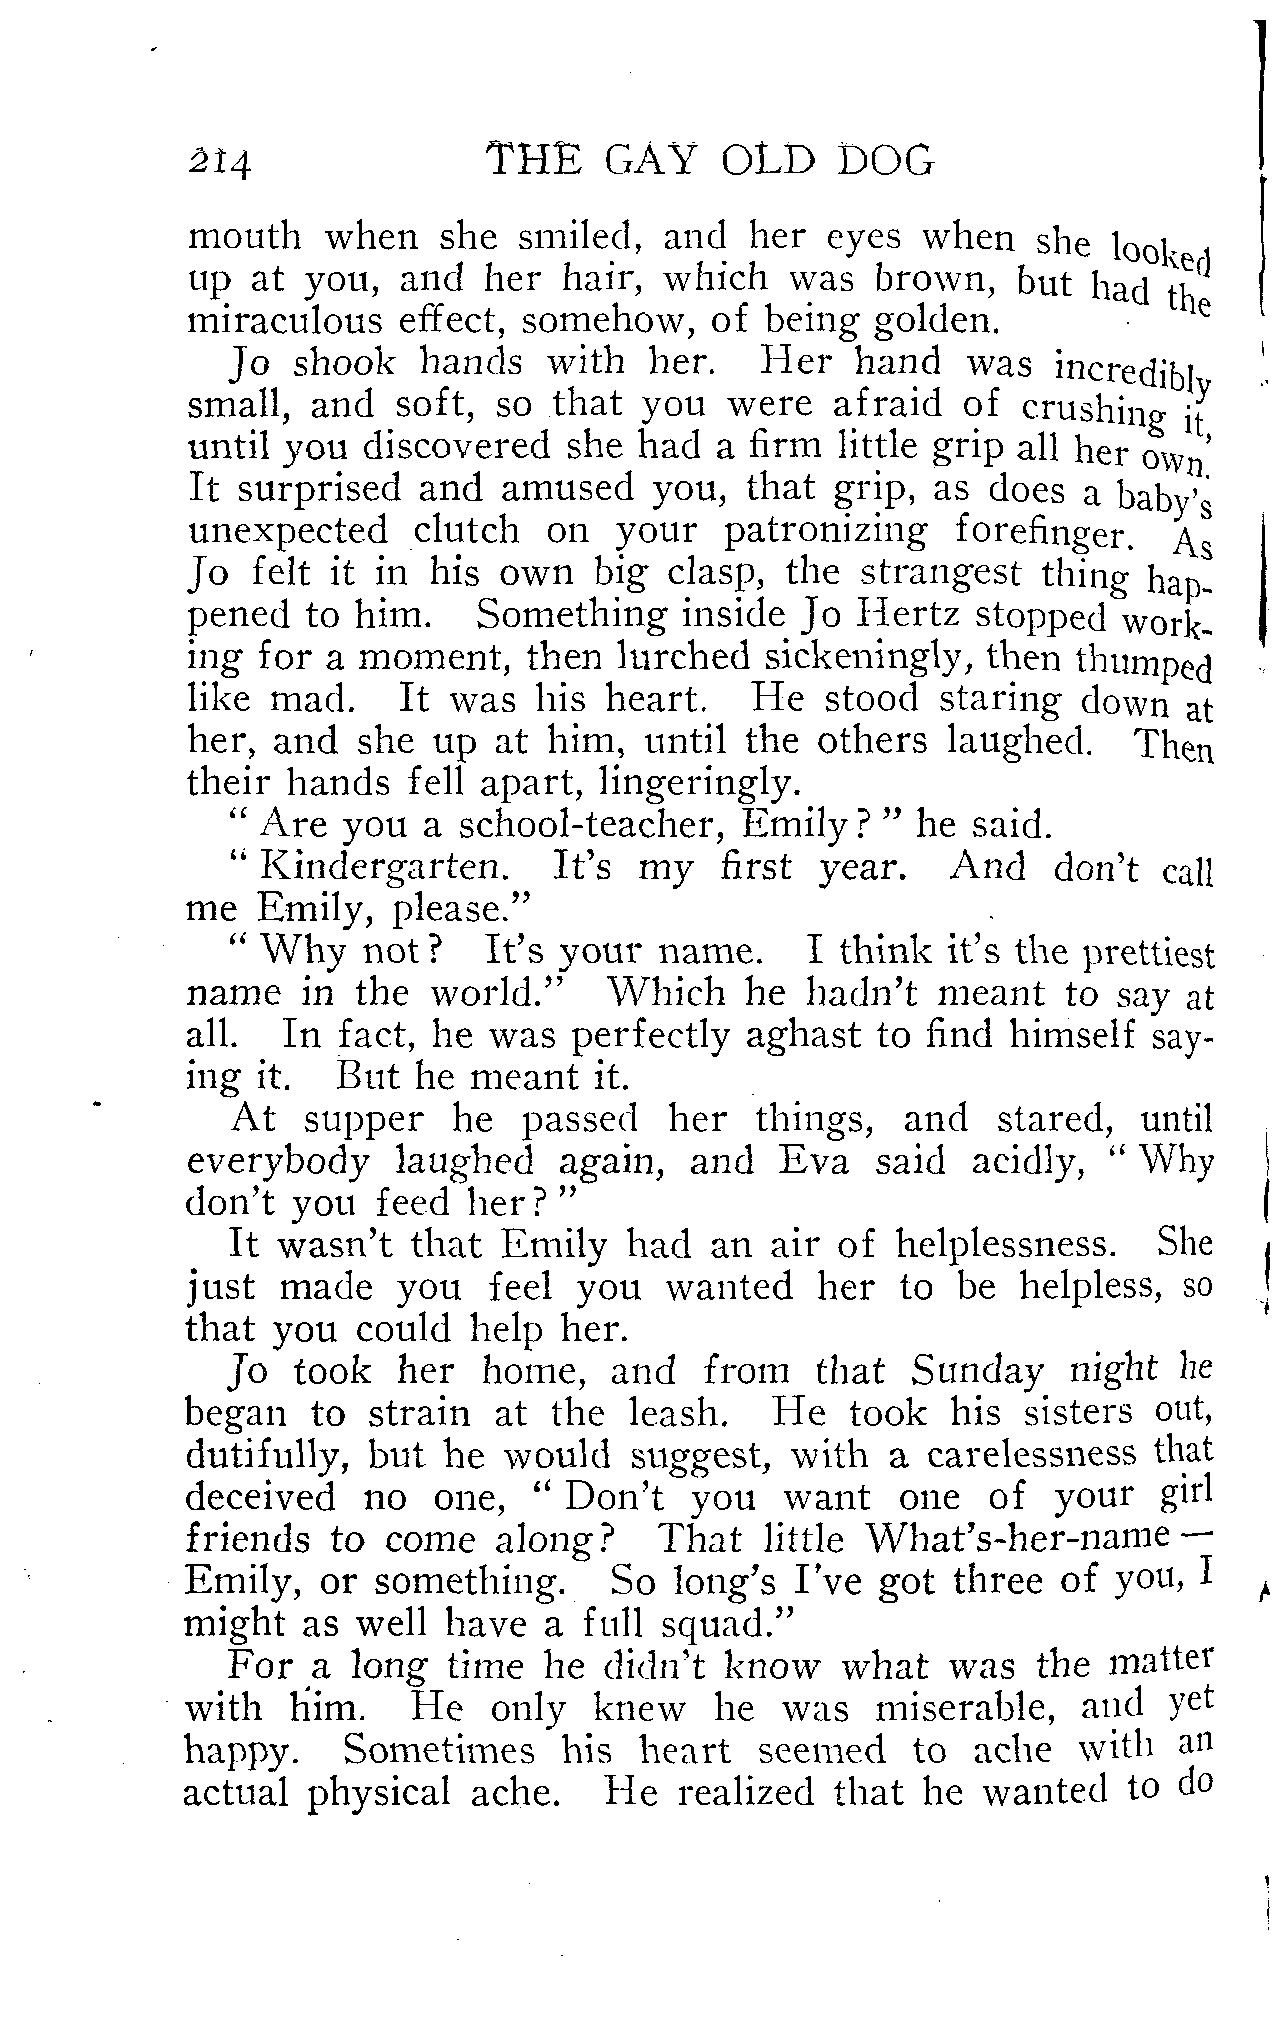 214 THE GAY OLD DOG
mouth when she smiled, and her eyes when she looked
up at you, and her hair, which was brown, but had the
miraculous effect, somehow, of being golden.
Jo shook hands with her. Her hand was incredibly
small, and soft, so that you were afraid of crushing it,
until you discovered she had a firm little grip all her own.
It surprised and amused you, that grip, as does a baby's
unexpected clutch on your patronizing forefinger. As
Jo felt it in his own big clasp, the strangest thing hap-
pened to him. Something inside Jo Hertz stopped work-
ing for a moment, then lurched sickeningly, then thumped
like mad. It was his heart. He stood staring down at
her, and she up at him, until the others laughed. Then
their hands fell apart, lingeringly.
" Are you a school-teacher, Emily? " he said.
" Kindergarten. It's my first year. And don't call
me Emily, please."
" Why not? It's your name. I think it's the prettiest
name in the world." Which he hadn't meant to say at
all. In fact, he was perfectly aghast to find himself say-
ing it. But he meant it.
At supper he passed her things, and stared, until
everybody laughed again, and Eva said acidly, " Why
don't you feed her? "
It wasn't that Emily had an air of helplessness. She
just made you feel you wanted her to be helpless, so
that you could help her.
Jo took her home, and from that Sunday night he
began to strain at the leash. He took his sisters out,
dutifully, but he would suggest, with a carelessness that
deceived no one, " Don't you want one of your girl
friends to come along? That little What's-her-name —
Emily, or something. So long's I've got three of you, I
might as well have a full squad."
For a long time he didn't know what was the matter
with him. He only knew he was miserable, and yet
happy. Sometimes his heart seemed to ache with an
actual physical ache. He realized that he wanted to do